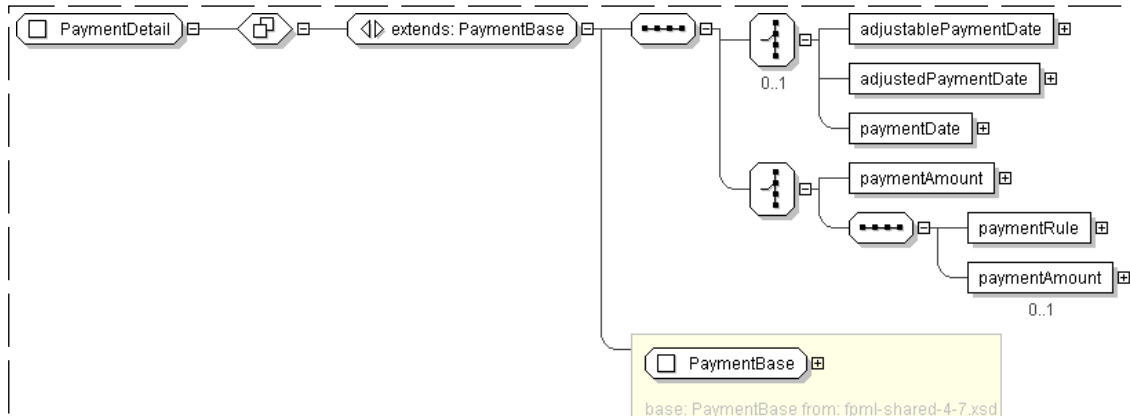 PaymentDetail
extends: PaymentBase
adjustablePaymentDate
0..1
adjustedPaymentDate
paymentDate
paymentAmount
paymentRule
paymentAmount
0..1
PaymentBase
base: PaymentBase from: fpml-shared-4-7.xsd